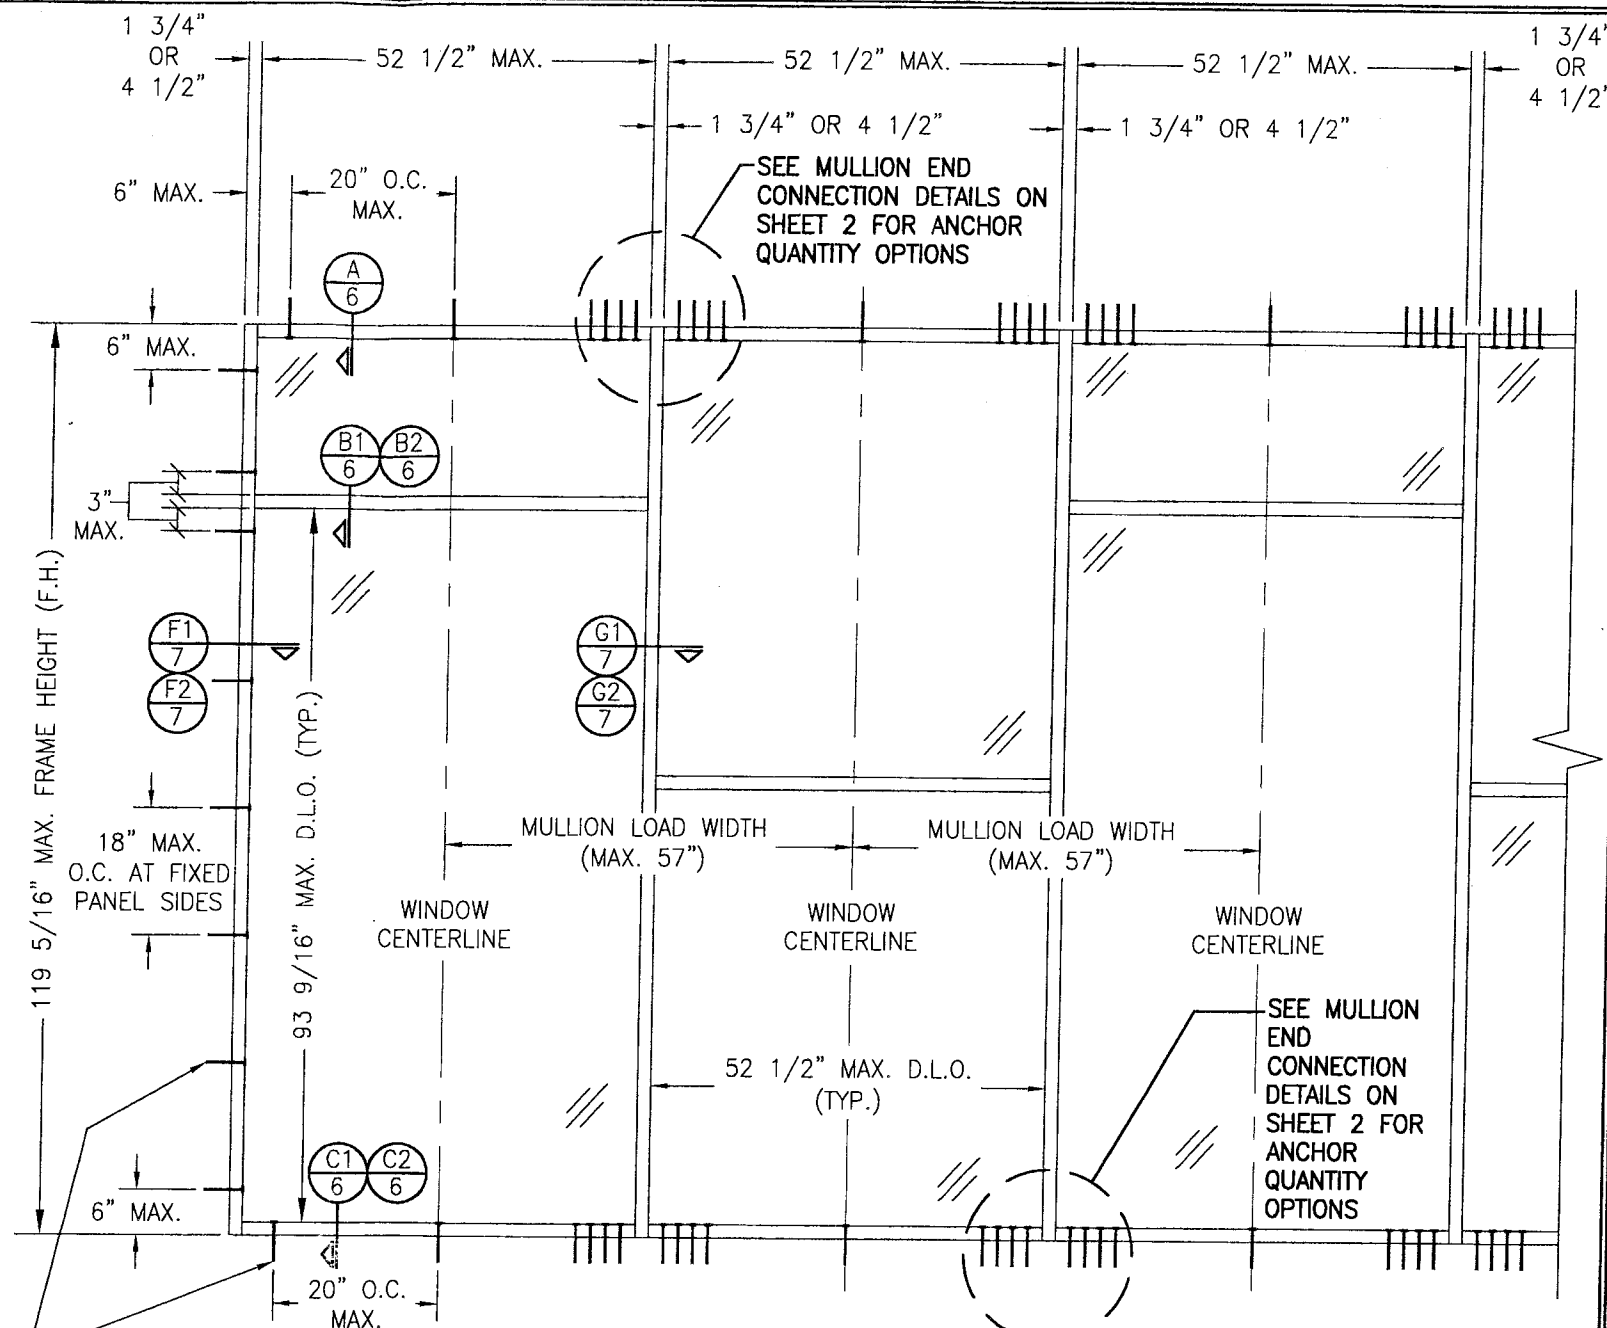 1 3/4"
OR
4 1/2"
52 1/2" MAX.
52 1/2" MAX.
52 1/2" MAX.
1 3/4"
OR
4 1/2"
1 3/4" OR 4 1/2"
1 3/4" OR 4 1/2"
6" MAX.
20" O.C.
MAX.
SEE MULLION END
CONNECTION DETAILS ON
SHEET 2 FOR ANCHOR
QUANTITY OPTIONS
A
6
6" MAX.
B1
6
B2
6
3"
MAX.
119 5/16" MAX. FRAME HEIGHT (F.H.)
F1
7
F2
7
93 9/16" MAX. D.L.O. (TYP.)
G1
7
G2
7
18" MAX.
O.C. AT FIXED
PANEL SIDES
MULLION LOAD WIDTH
(MAX. 57")
MULLION LOAD WIDTH
(MAX. 57")
WINDOW
CENTERLINE
WINDOW
CENTERLINE
WINDOW
CENTERLINE
52 1/2" MAX. D.L.O.
(TYP.)
SEE MULLION
END
CONNECTION
DETAILS ON
SHEET 2 FOR
ANCHOR
QUANTITY
OPTIONS
C1
6
C2
6
6" MAX.
20" O.C.
MAX.